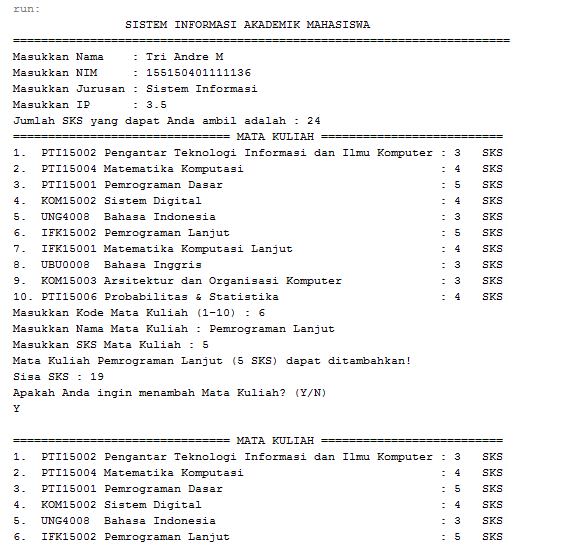 run:
SISTEM INFORMASI AKADEMIK MAHASISWA
=======================================================================
Masukkan Nama    : Tri Andre M
Masukkan NIM     : 155150401111136
Masukkan Jurusan : Sistem Informasi
Masukkan IP      : 3.5
Jumlah SKS yang dapat Anda ambil adalah : 24
=============================== MATA KULIAH ==========================
1.  PTI15002 Pengantar Teknologi Informasi dan Ilmu Komputer : 3   SKS
2.  PTI15004 Matematika Komputasi                            : 4   SKS
3.  PTI15001 Pemrograman Dasar                               : 5   SKS
4.  KOM15002 Sistem Digital                                  : 4   SKS
5.  UNG4008  Bahasa Indonesia                                : 3   SKS
6.  IFK15002 Pemrograman Lanjut                              : 5   SKS
7.  IFK15001 Matematika Komputasi Lanjut                     : 4   SKS
8.  UBU0008  Bahasa Inggris                                  : 3   SKS
9.  KOM15003 Arsitektur dan Organisasi Komputer              : 3   SKS
10. PTI15006 Probabilitas & Statistika                       : 4   SKS
Masukkan Kode Mata Kuliah (1-10) : 6
Masukkan Nama Mata Kuliah : Pemrograman Lanjut
Masukkan SKS Mata Kuliah : 5
Mata Kuliah Pemrograman Lanjut (5 SKS) dapat ditambahkan!
Sisa SKS : 19
Apakah Anda ingin menambah Mata Kuliah? (Y/N)
Y
=============================== MATA KULIAH ==========================
1.  PTI15002 Pengantar Teknologi Informasi dan Ilmu Komputer : 3   SKS
2.  PTI15004 Matematika Komputasi                            : 4   SKS
3.  PTI15001 Pemrograman Dasar                               : 5   SKS
4.  KOM15002 Sistem Digital                                  : 4   SKS
5.  UNG4008  Bahasa Indonesia                                : 3   SKS
6.  IFK15002 Pemrograman Lanjut                              : 5   SKS